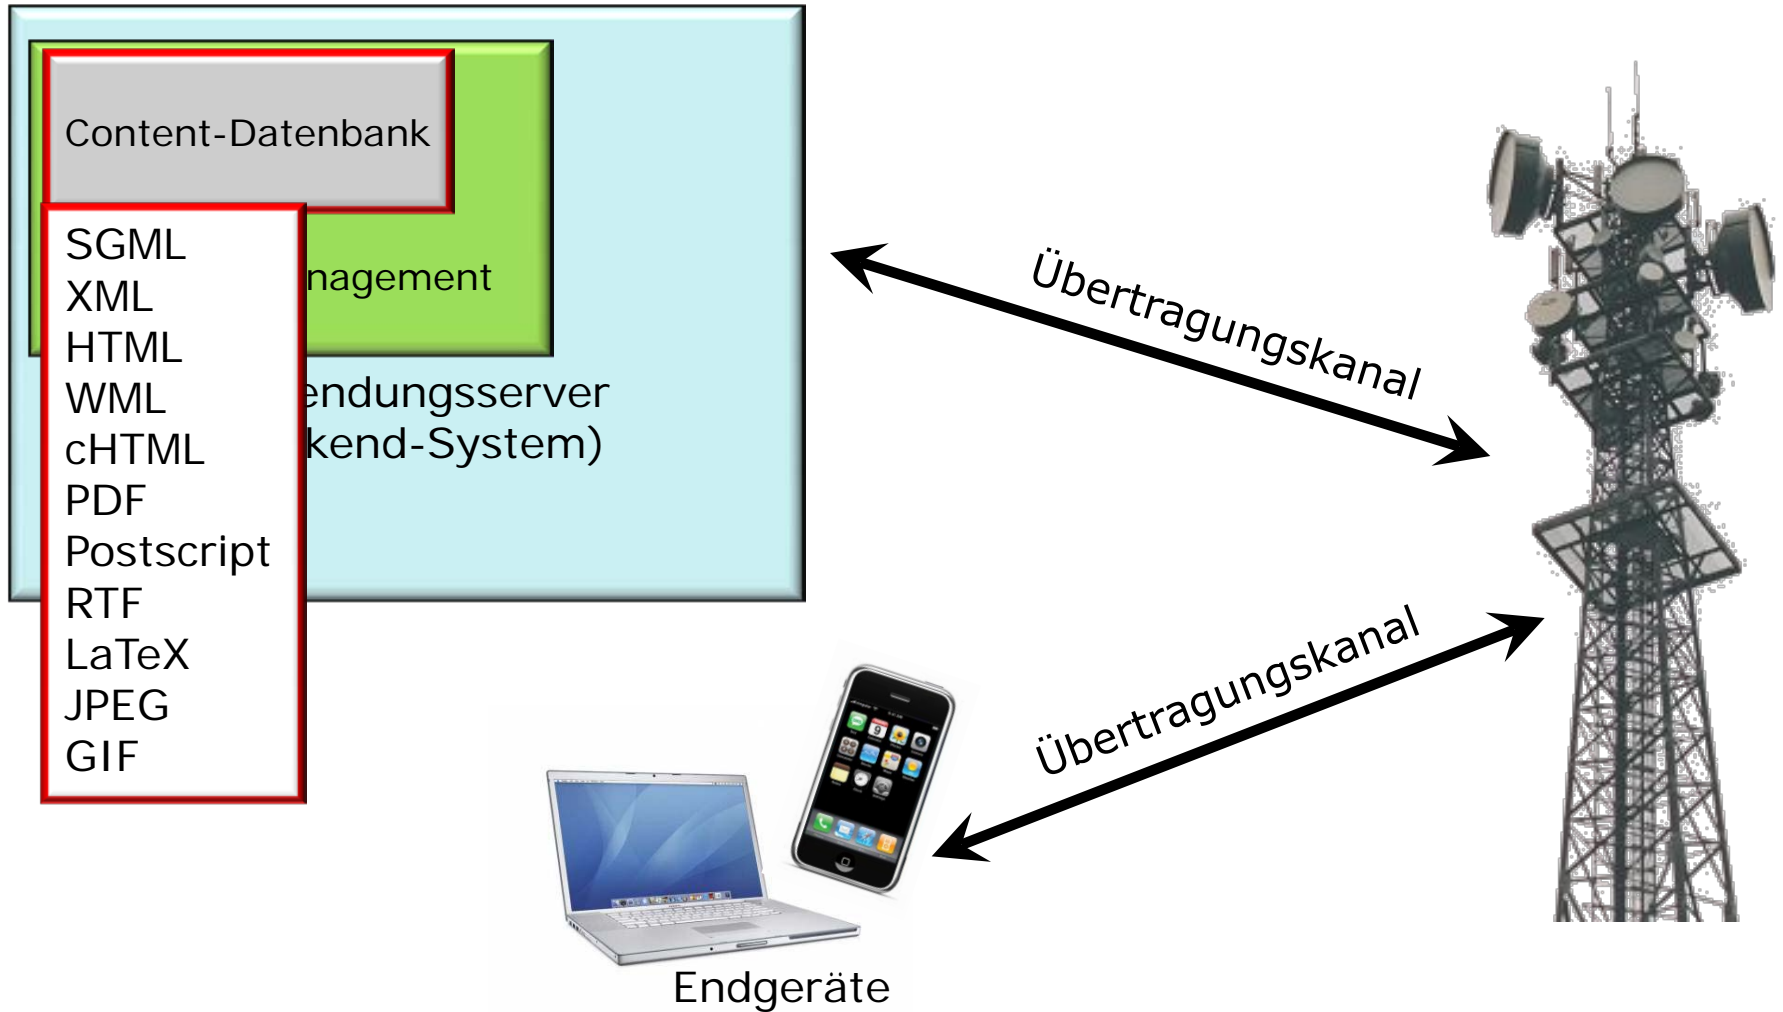 Content-Datenbank
nagement
endungsserver
kend-System)
SGML
XML
HTML
WML
cHTML
PDF
Postscript
RTF
LaTeX
JPEG
GIF
Übertragungskanal
Übertragungskanal
Endgeräte